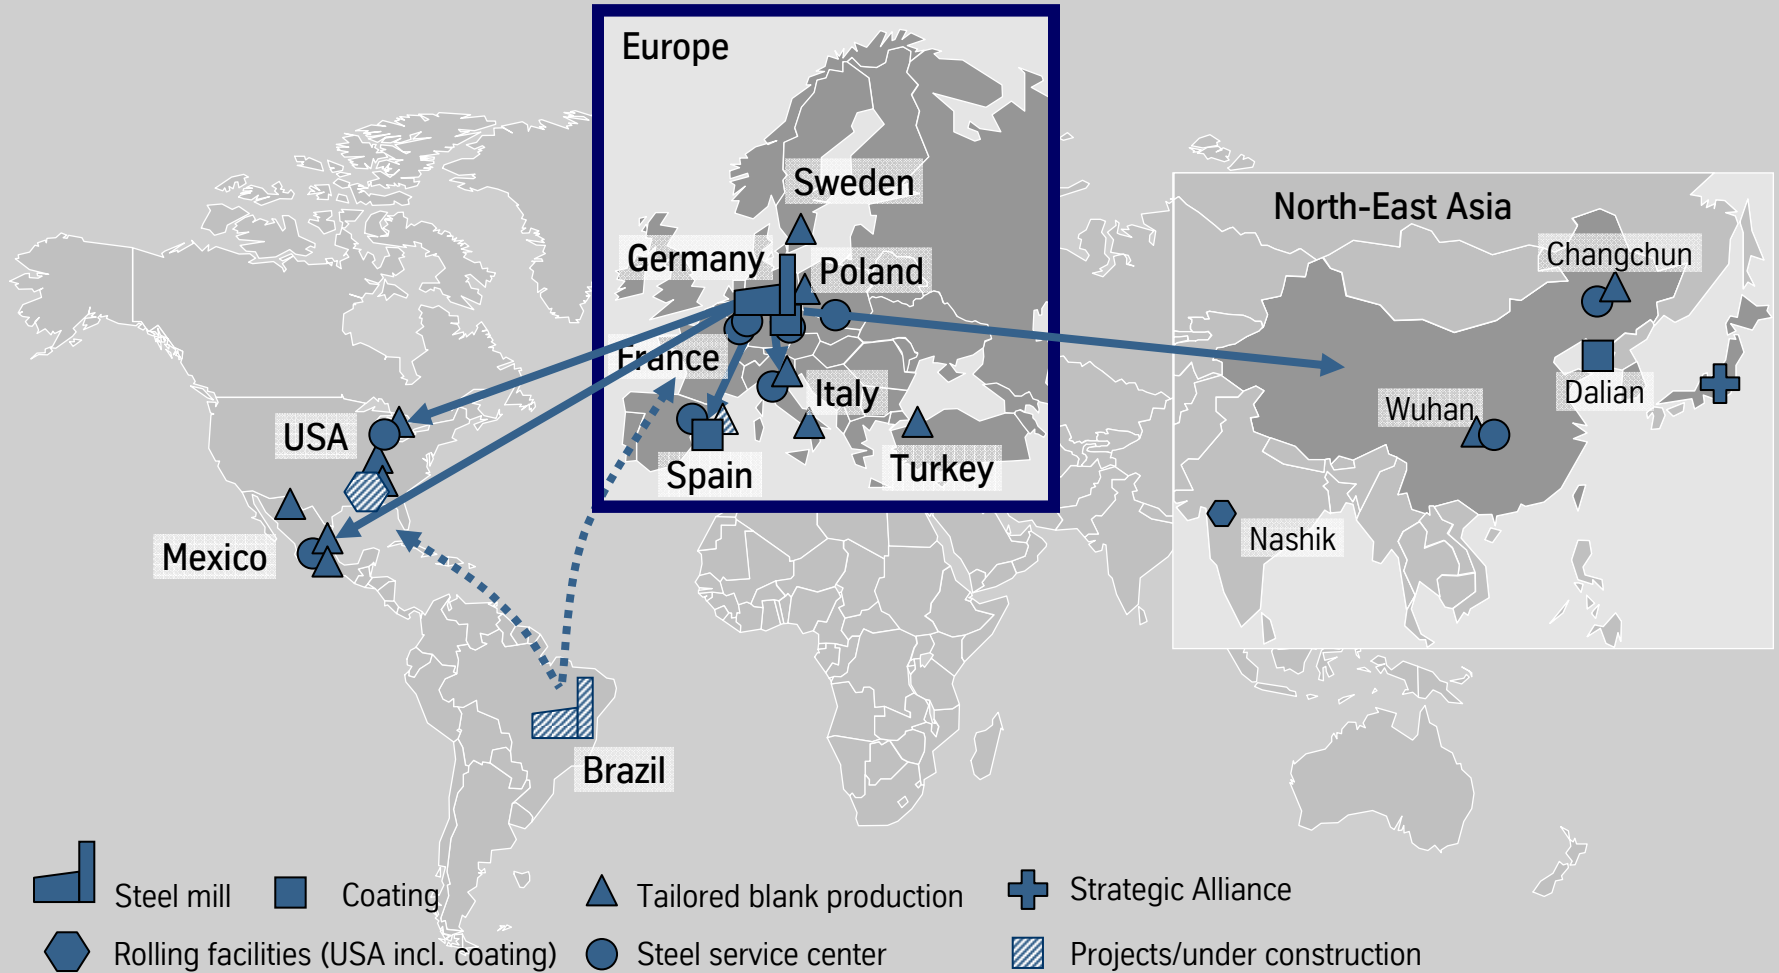 Europe
Sweden
North-East Asia
Germany
Poland
Changchun
France
Italy
Dalian
USA
Wuhan
Spain
Turkey
Mexico
Nashik
Brazil
Steel mill
Coating
Tailored blank production
Strategic Alliance
Rolling facilities (USA incl. coating)
Steel service center
Projects/under construction